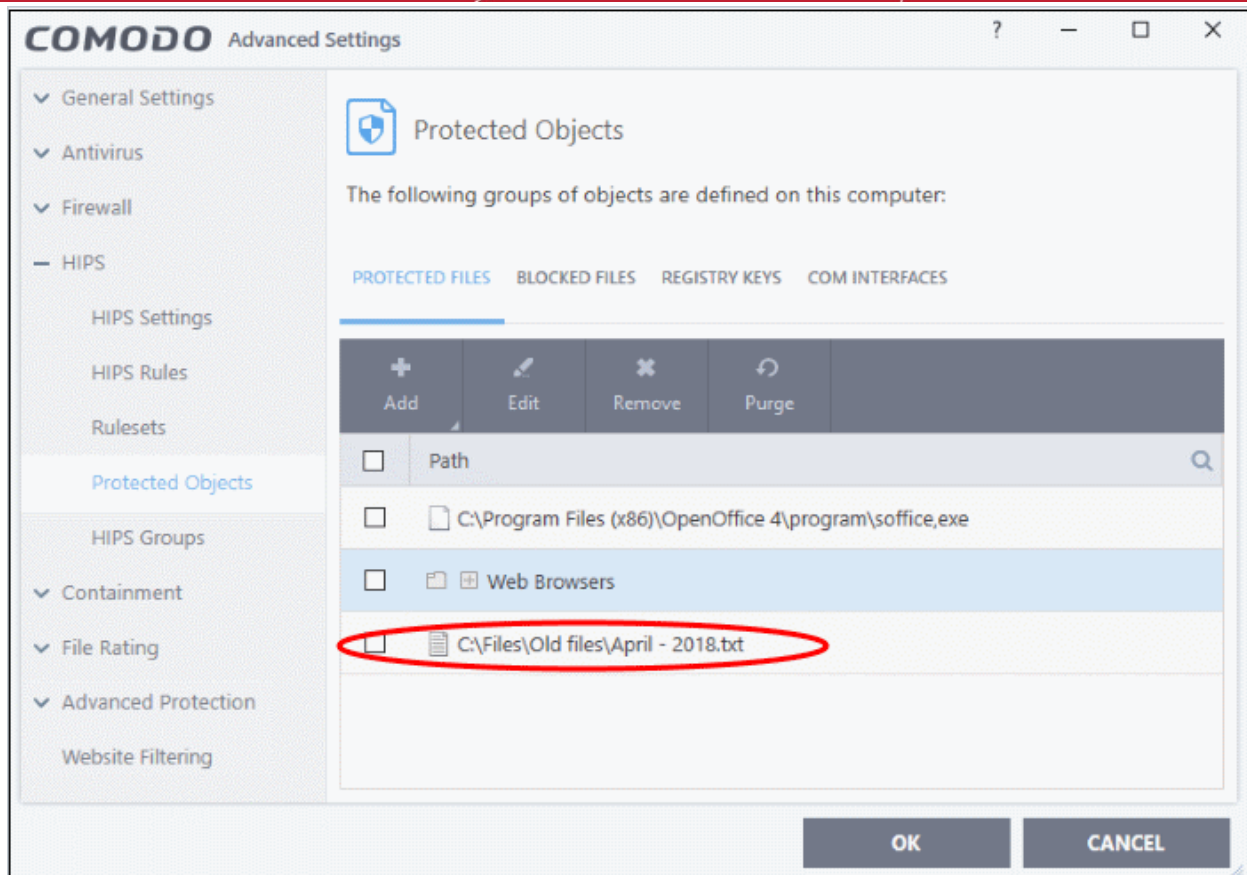 COMODO Advanced Settings ?
General Settings
Antivirus
Firewall
HIPS
HIPS Settings
HIPS Rules
Rulesets
Protected Objects
HIPS Groups
Containment
File Rating
Advanced Protection
Website Filtering
Protected Objects
The following groups of objects are defined on this computer:
PROTECTED FILES BLOCKED FILES REGISTRY KEYS COM INTERFACES
Add Edit Remove Purge
Path
C:\Program Files (x86)\OpenOffice 4\program\soffice,exe
Web Browsers
C:\Files\Old files\April - 2018.txt
OK CANCEL